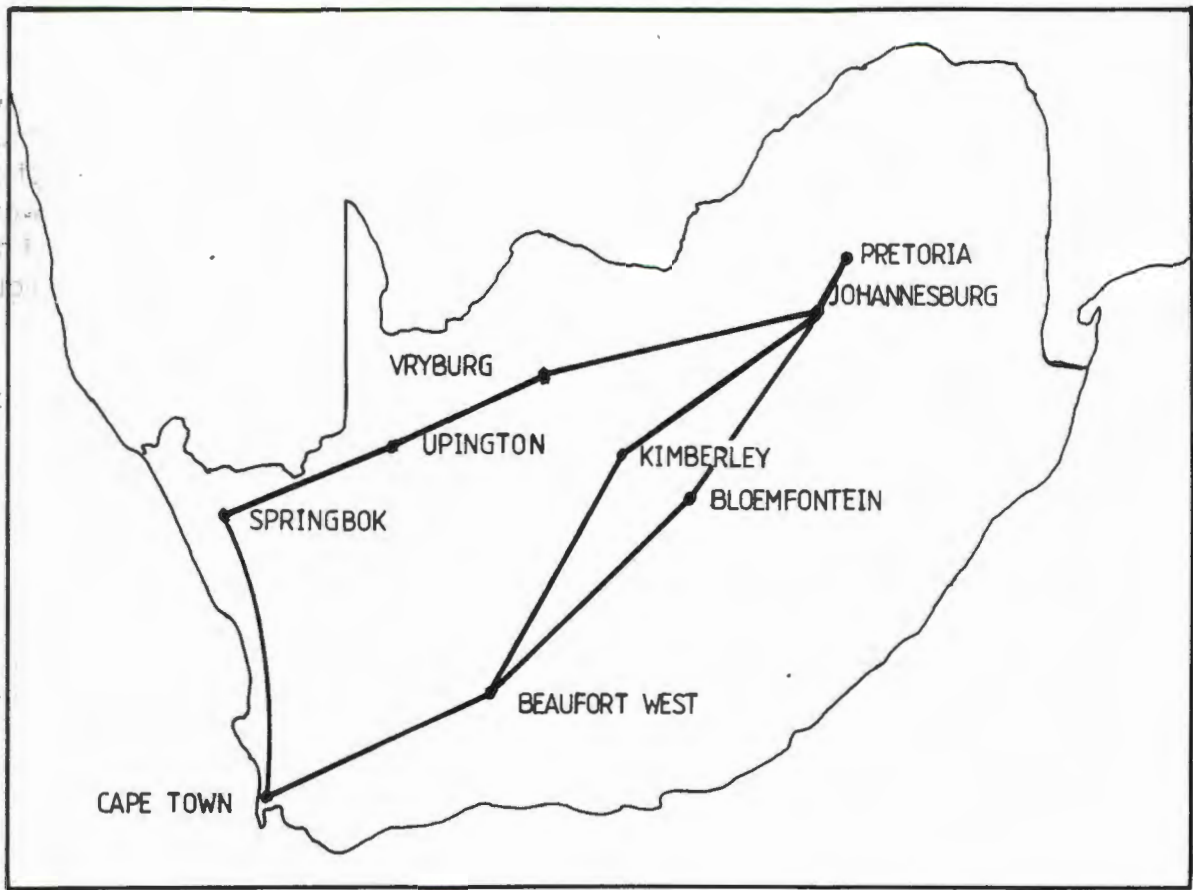 PRETORIA
JOHANNESBURG
VRYBURG
UPINGTON
KIMBERLEY
BLOEMFONTEIN
SPRINGBOK
BEAUFORT WEST
CAPE TOWN